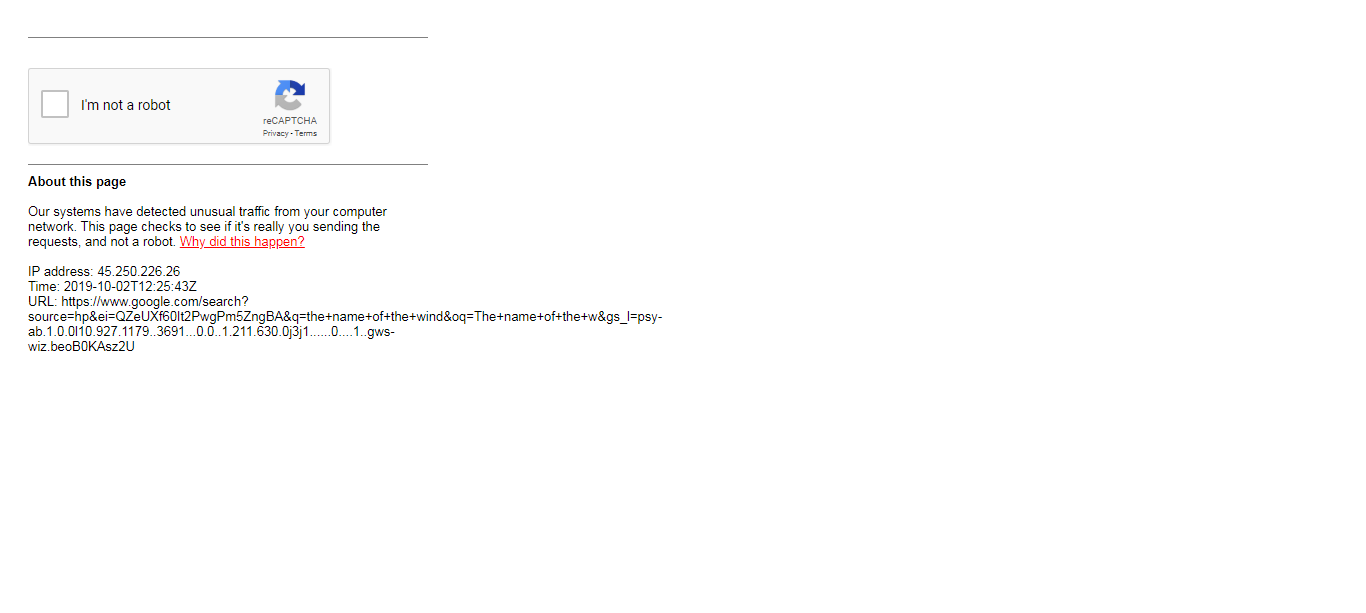 I'm not a robot
reCAPTCHA
Privacy - Terms
About this page
Our systems have detected unusual traffic from your computer
network. This page checks to see if it's really you sending the
requests, and not a robot. Why did this happen?
IP address: 45.250.226.26
Time: 2019-10-02T12:25:43Z
URL: https://www.google.com/search?
source=hp&ei=QZeUXf60It2PwgPm5ZngBA&q=the+name+of+the+wind&oq=The+name+of+the+w&gs_l=psy-
ab.1.0.0l10.927.1179..3691...0.0..1.211.630.0j3j1......0....1..gws-
wiz.beoB0KAsz2U